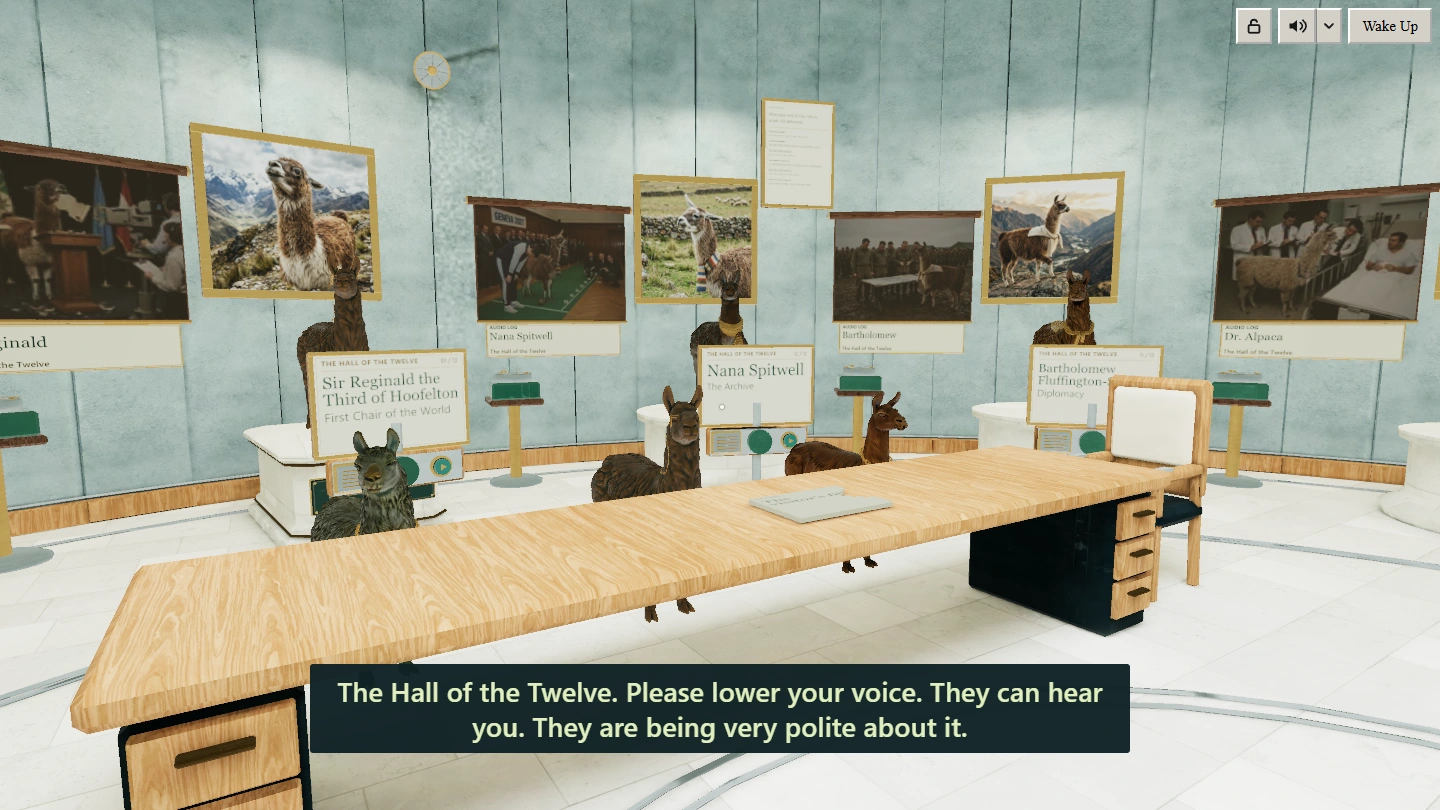 Wake Up
GENEVA 2027
ginald
the Twelve
AUDIO LOG
Nana Spitwell
The Hall of the Twelve
AUDIO LOG
Bartholomew
The Hall of the Twelve
AUDIO LOG
Dr. Alpaca
The Hall of the Twelve
THE HALL OF THE TWELVE
Sir Reginald the
Third of Hoofelton
First Chair of the World
THE HALL OF THE TWELVE
Nana Spitwell
The Archive
THE HALL OF THE TWELVE
Bartholomew
Fluffington-
Diplomacy
The Hall of the Twelve. Please lower your voice. They can hear
you. They are being very polite about it.